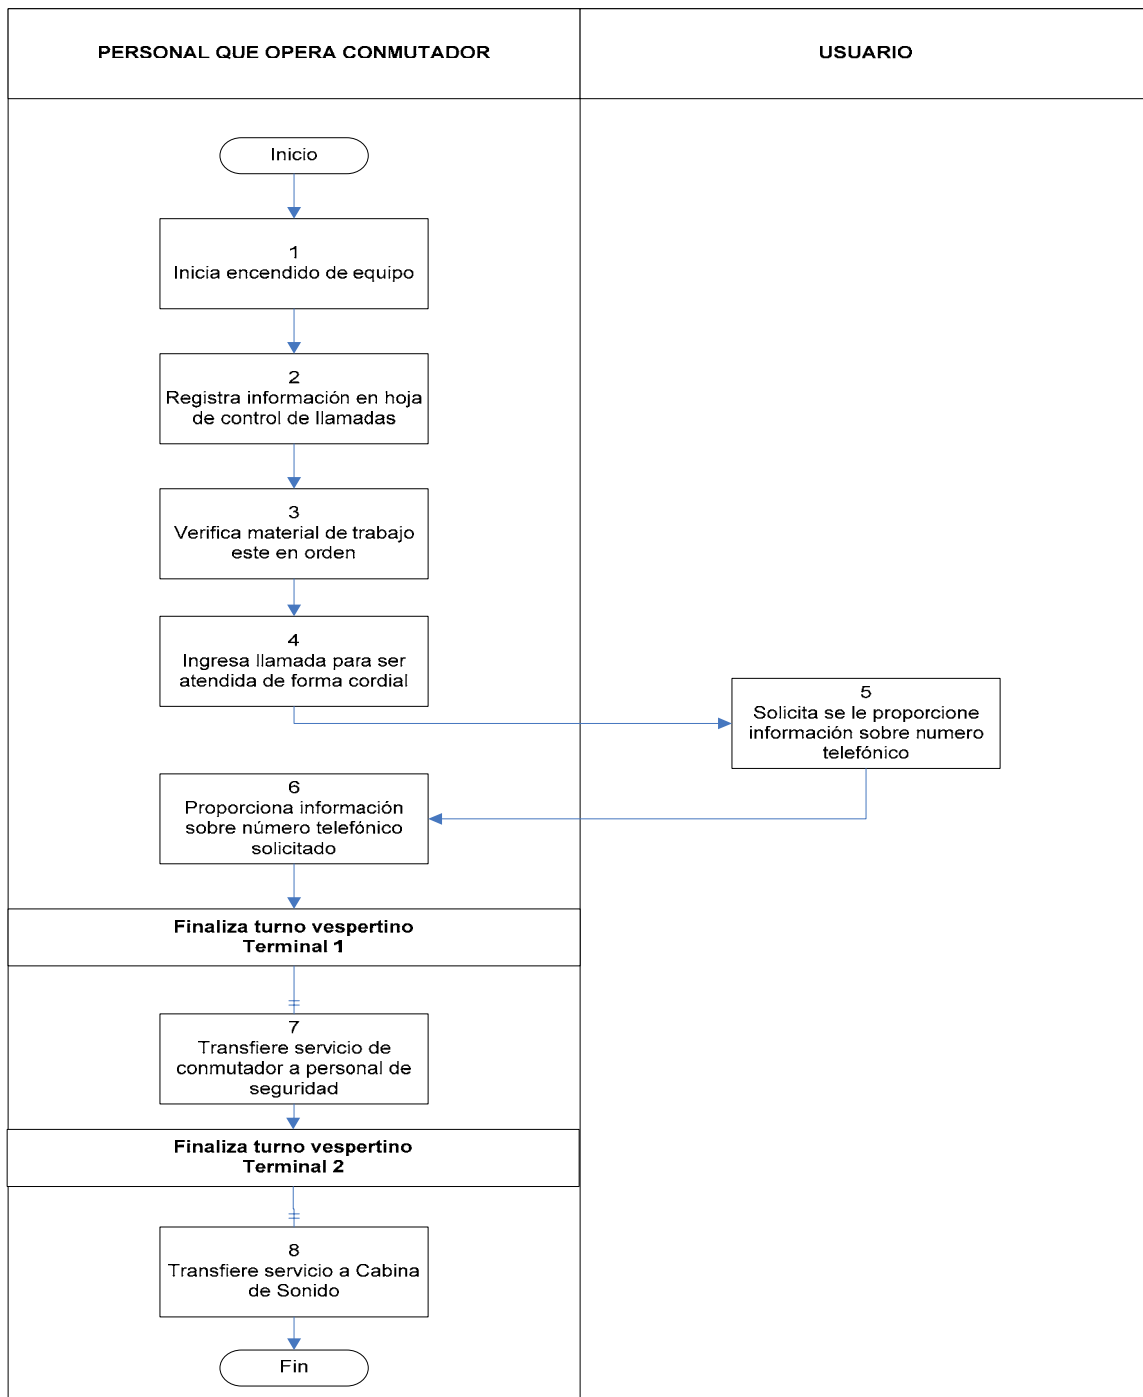 PERSONAL QUE OPERA CONMUTADOR
USUARIO
Inicio
1
Inicia encendido de equipo
2
Registra información en hoja
de control de llamadas
3
Verifica material de trabajo
este en orden
4
Ingresa llamada para ser
atendida de forma cordial
5
Solicita se le proporcione
información sobre numero
telefónico
6
Proporciona información
sobre número telefónico
solicitado
Finaliza turno vespertino
Terminal 1
7
Transfiere servicio de
conmutador a personal de
seguridad
Finaliza turno vespertino
Terminal 2
8
Transfiere servicio a Cabina
de Sonido
Fin